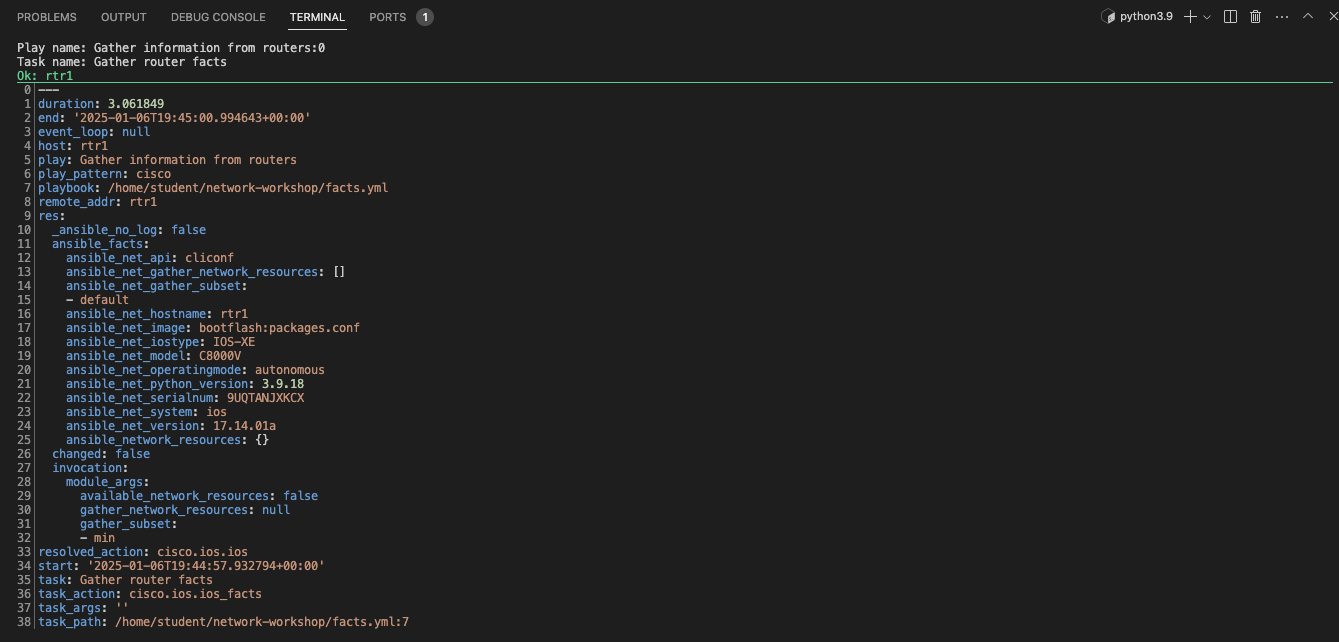 PROBLEMS OUTPUT DEBUG CONSOLE TERMINAL PORTS 1 python3.9
Play name: Gather information from routers:0
Task name: Gather router facts
Ok: rtr1
0 ---
1 duration: 3.061849
2 end: '2025-01-06T19:45:00.994643+00:00'
3 event_loop: null
4 host: rtr1
5 play: Gather information from routers
6 play_pattern: cisco
7 playbook: /home/student/network-workshop/facts.yml
8 remote_addr: rtr1
9 res:
10   _ansible_no_log: false
11   ansible_facts:
12     ansible_net_api: cliconf
13     ansible_net_gather_network_resources: []
14     ansible_net_gather_subset:
15     - default
16     ansible_net_hostname: rtr1
17     ansible_net_image: bootflash:packages.conf
18     ansible_net_iostype: IOS-XE
19     ansible_net_model: C8000V
20     ansible_net_operatingmode: autonomous
21     ansible_net_python_version: 3.9.18
22     ansible_net_serialnum: 9UQTANJXKCX
23     ansible_net_system: ios
24     ansible_net_version: 17.14.01a
25     ansible_network_resources: {}
26   changed: false
27   invocation:
28     module_args:
29       available_network_resources: false
30       gather_network_resources: null
31       gather_subset:
32       - min
33 resolved_action: cisco.ios.ios
34 start: '2025-01-06T19:44:57.932794+00:00'
35 task: Gather router facts
36 task_action: cisco.ios.ios_facts
37 task_args: ''
38 task_path: /home/student/network-workshop/facts.yml:7